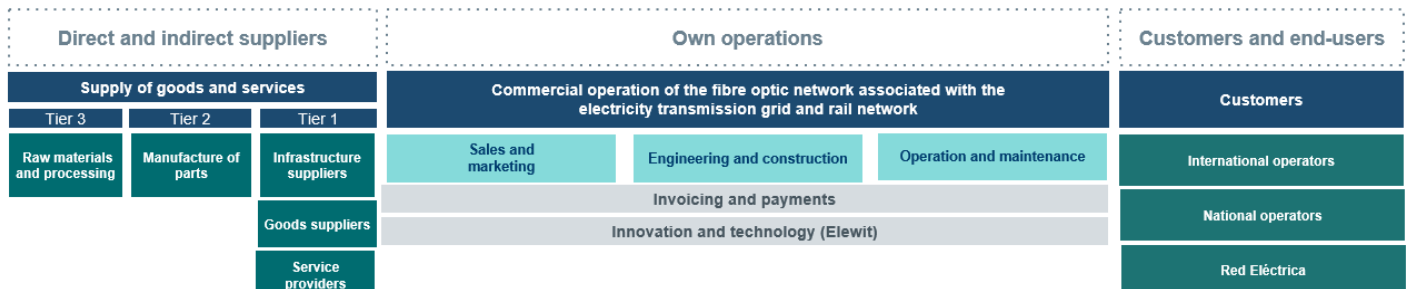 Direct and indirect suppliers
Own operations
Customers and end-users
Supply of goods and services
Commercial operation of the fibre optic network associated with the
electricity transmission grid and rail network
Customers
Tier 3
Tier 2
Tier 1
Raw materials
and processing
Manufacture of
parts
Infrastructure
suppliers
Goods suppliers
Service
providers
Sales and
marketing
Engineering and construction
Operation and maintenance
Invoicing and payments
Innovation and technology (Elewit)
International operators
National operators
Red Eléctrica